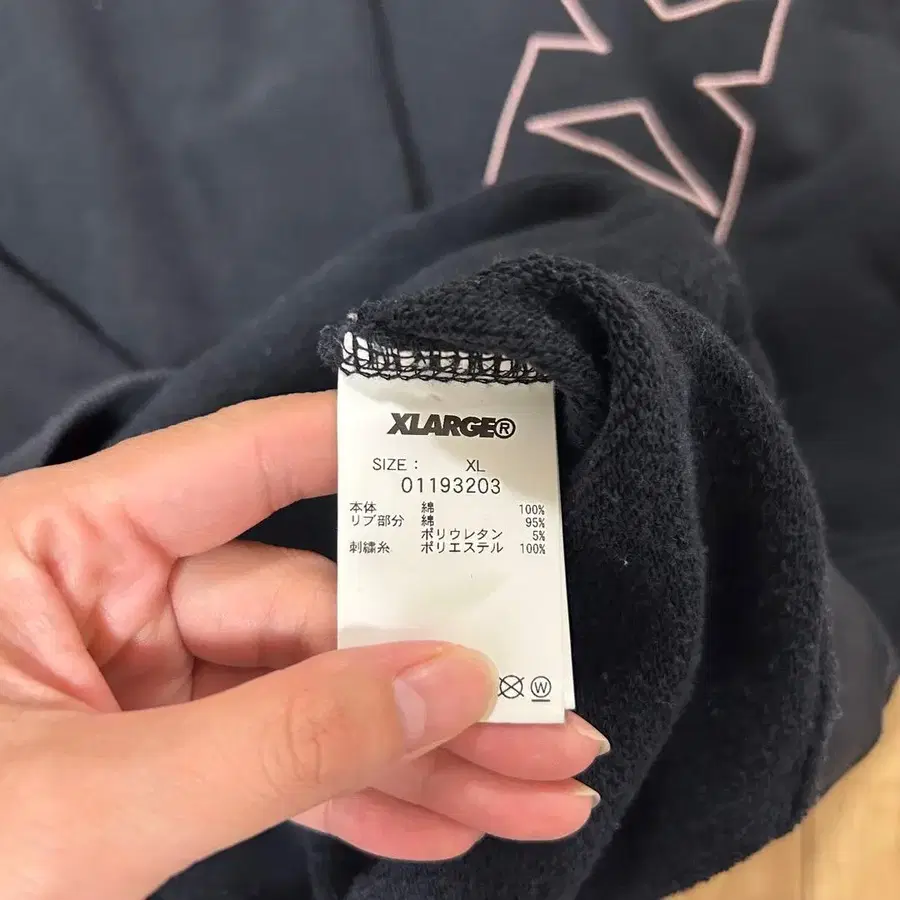 XLARGE®
SIZE : XL
01193203
本体 綿 100%
リブ部分 綿 95%
ポリウレタン 5%
刺繍糸 ポリエステル 100%
W